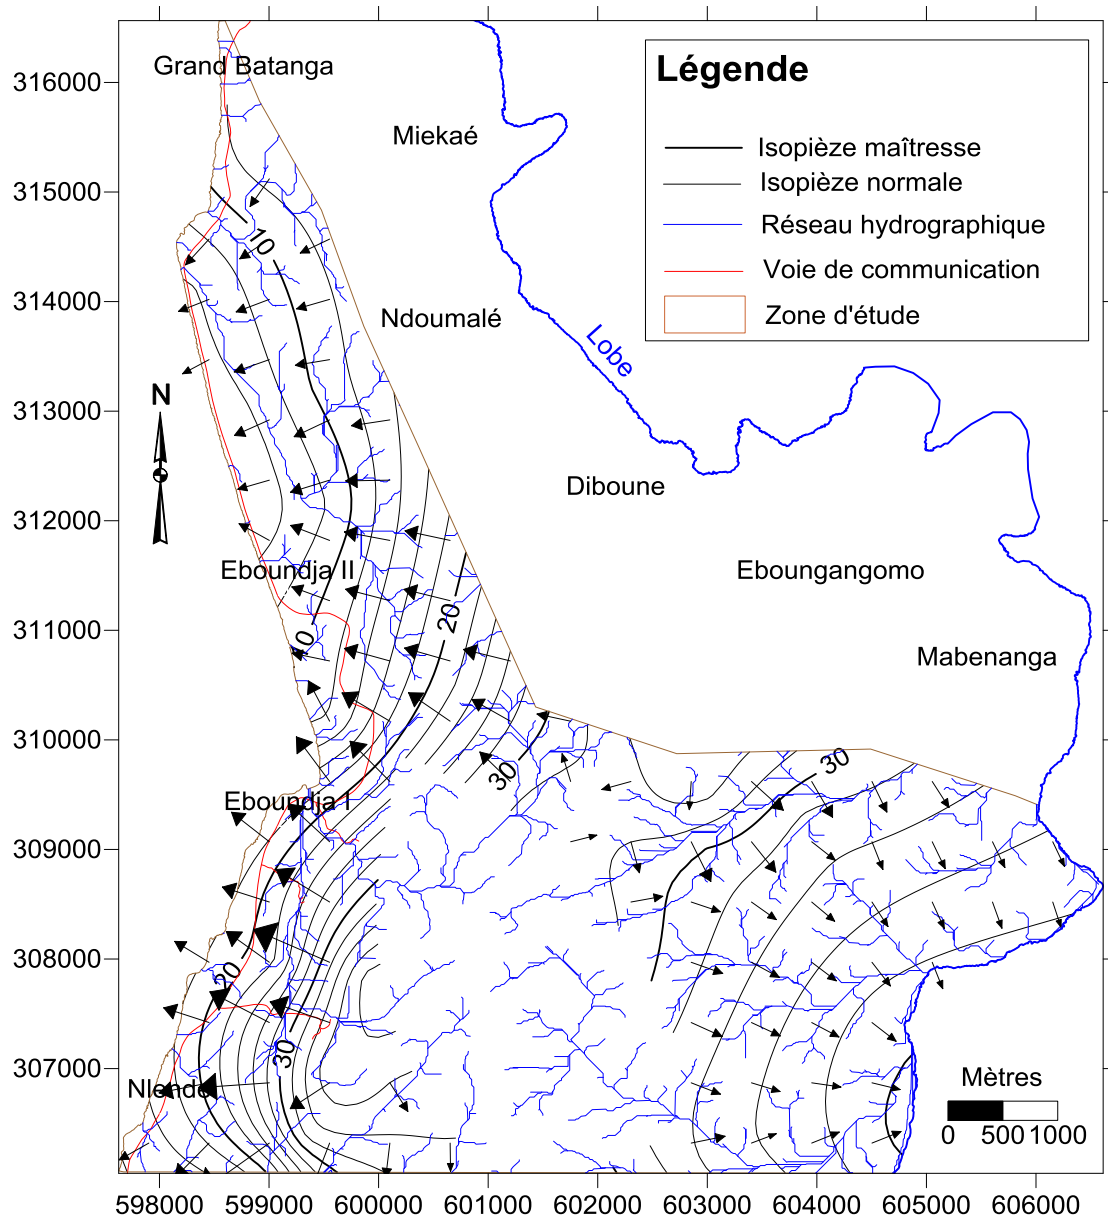 Légende
Isopièze maîtresse
Isopièze normale
Réseau hydrographique
Voie de communication
Zone d'étude
316000
315000
314000
313000
312000
311000
310000
309000
308000
307000
Grand Batanga
Miekaé
10
Ndoumalé
Lobe
N
Diboune
Eboundja II
Eboungangomo
20
10
Mabenanga
30
30
Eboundja I
20
30
Nlende
Mètres
0 500 1000
598000 599000 600000 601000 602000 603000 604000 605000 606000